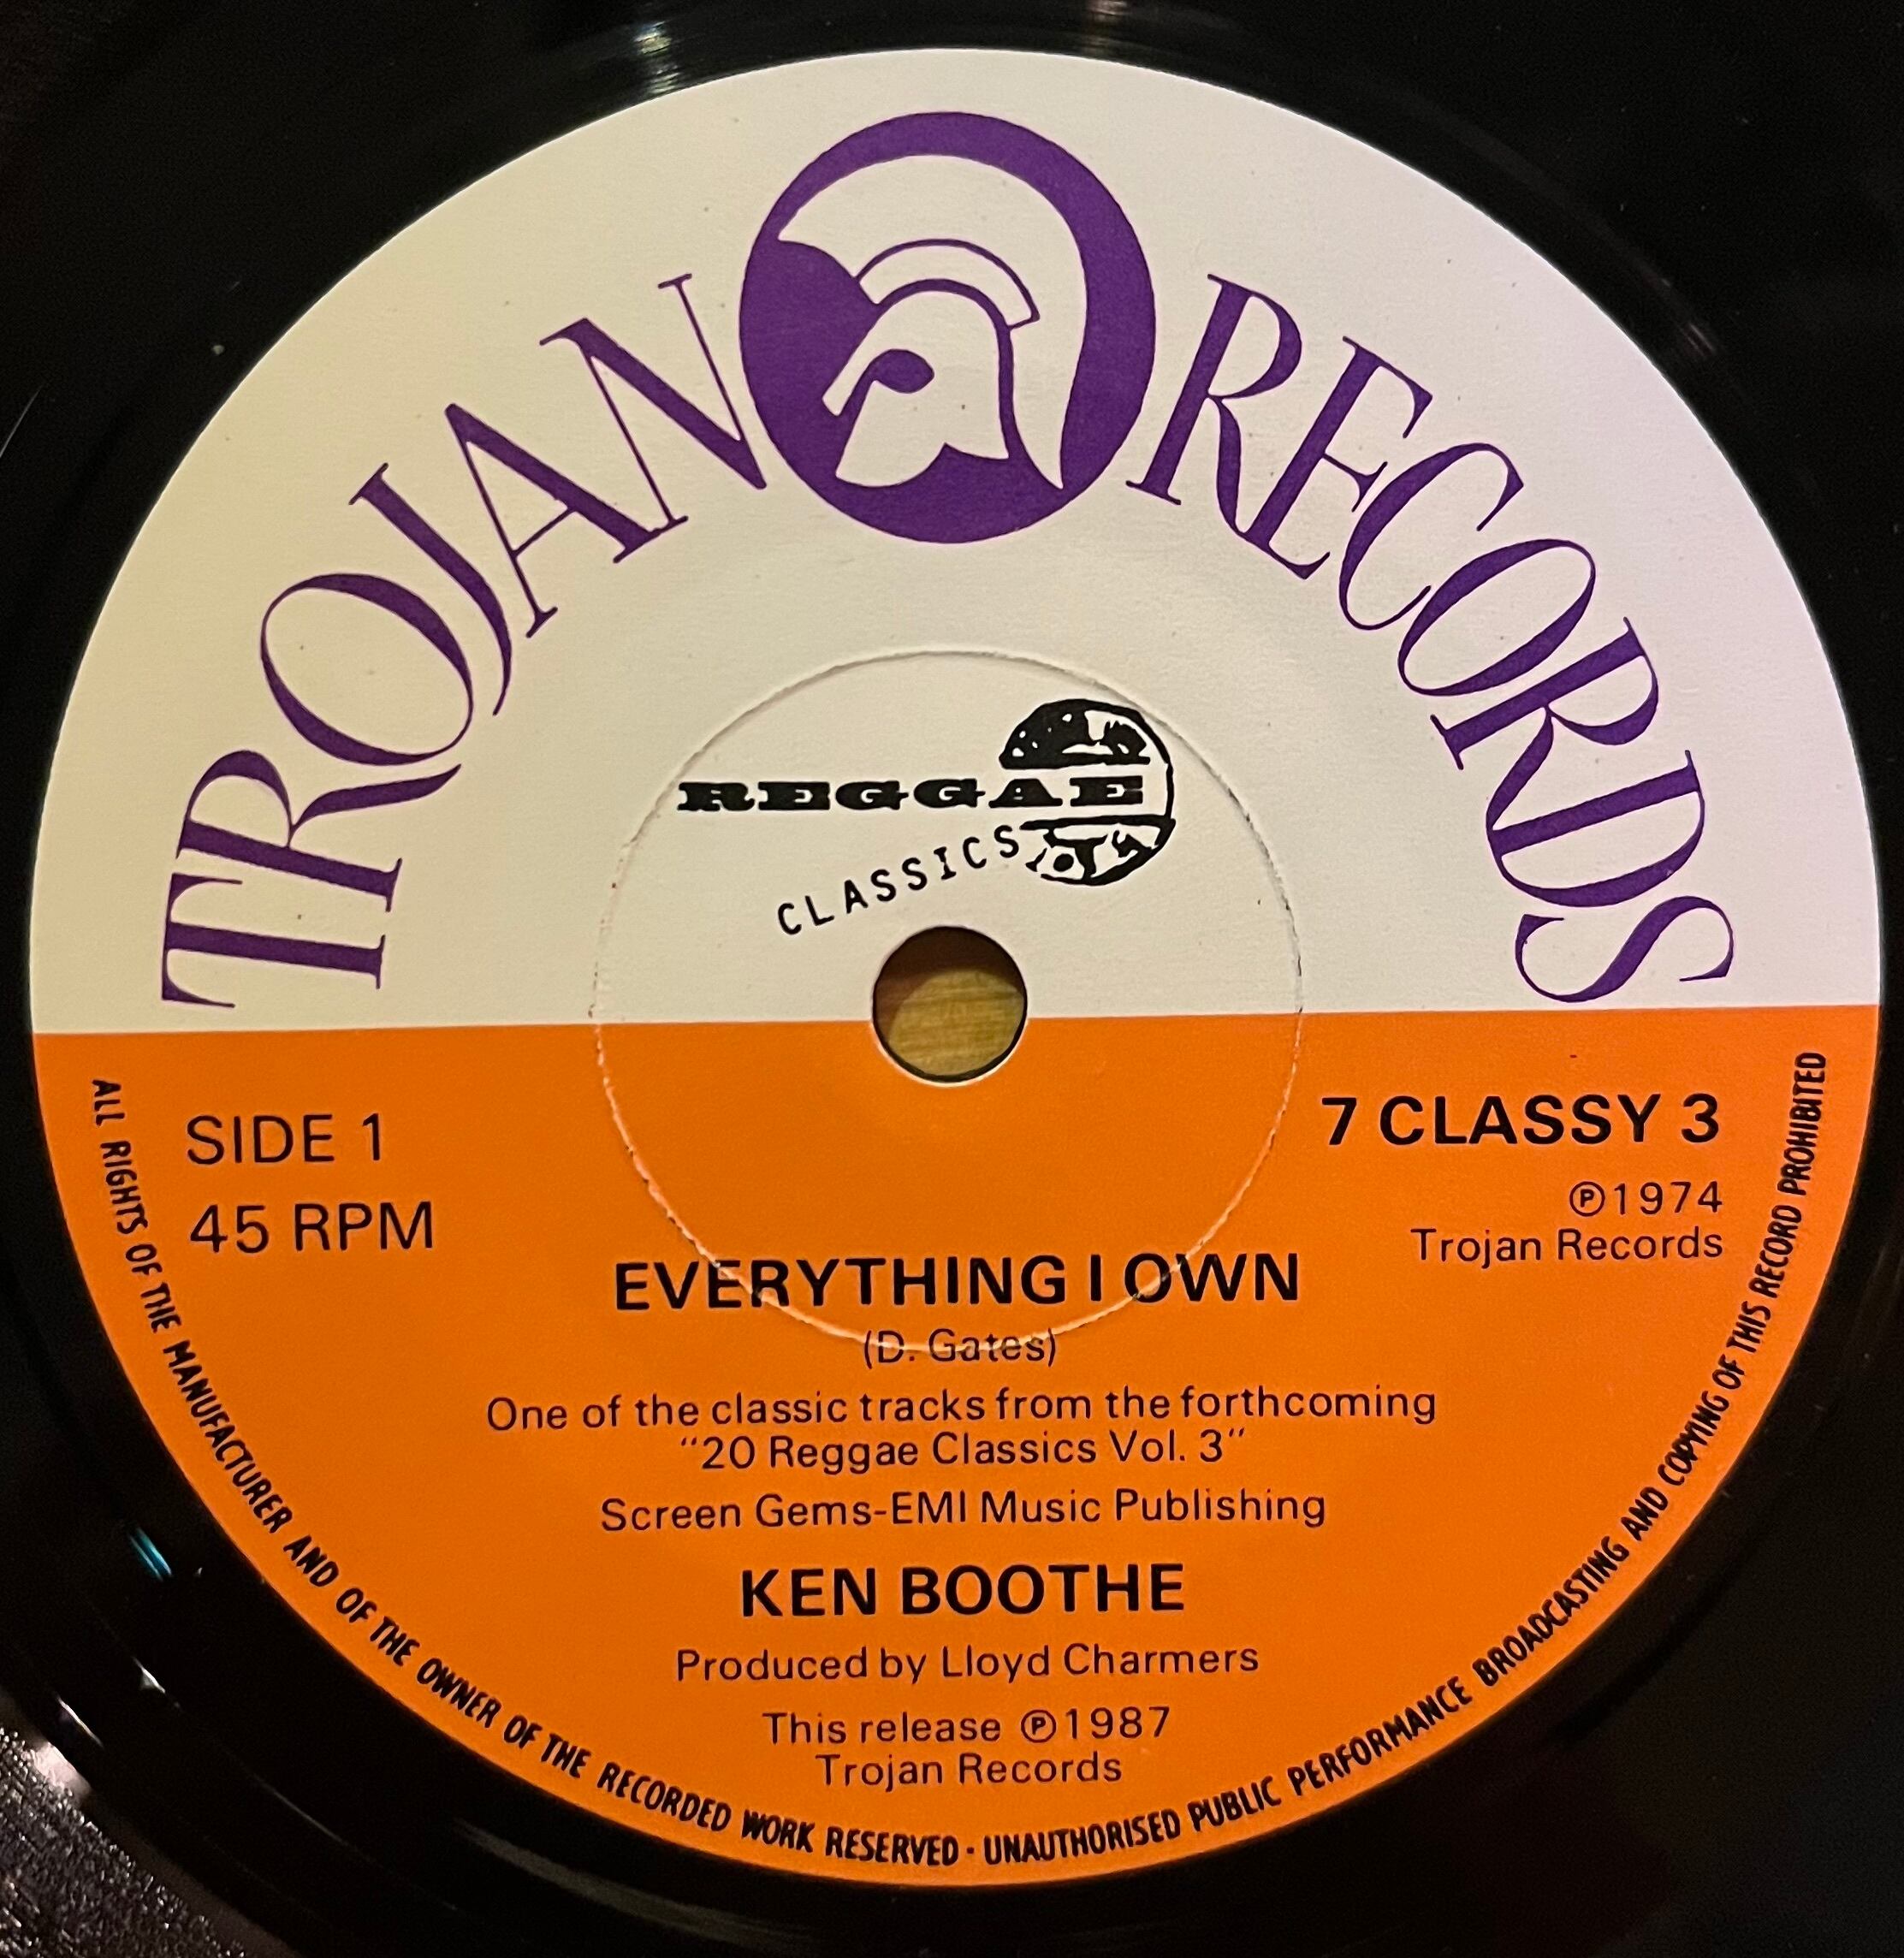 TROJAN RECORDS
REGGAE
CLASSICS
SIDE 1
45 RPM
7 CLASSY 3
Ⓟ1974
Trojan Records
EVERYTHING I OWN
(D. Gates)
One of the classic tracks from the forthcoming
“20 Reggae Classics Vol. 3”
Screen Gems-EMI Music Publishing
KEN BOOTHE
Produced by Lloyd Charmers
This release Ⓟ1987
Trojan Records
ALL RIGHTS OF THE MANUFACTURER AND OF THE OWNER OF THE RECORDED WORK RESERVED · UNAUTHORISED PUBLIC PERFORMANCE BROADCASTING AND COPYING OF THIS RECORD PROHIBITED